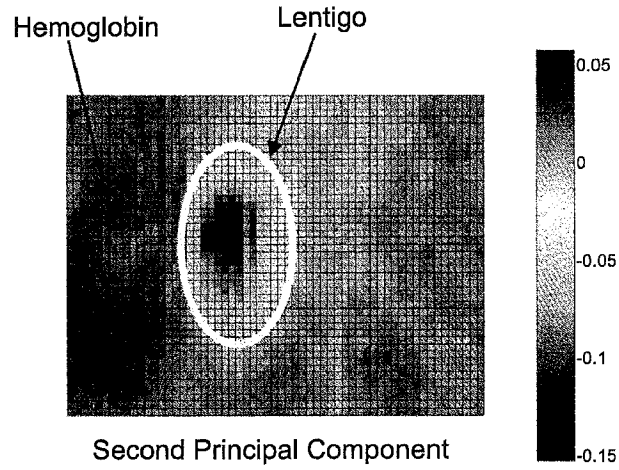 Hemoglobin
Lentigo
0.05
0
-0.05
-0.1
-0.15
Second Principal Component